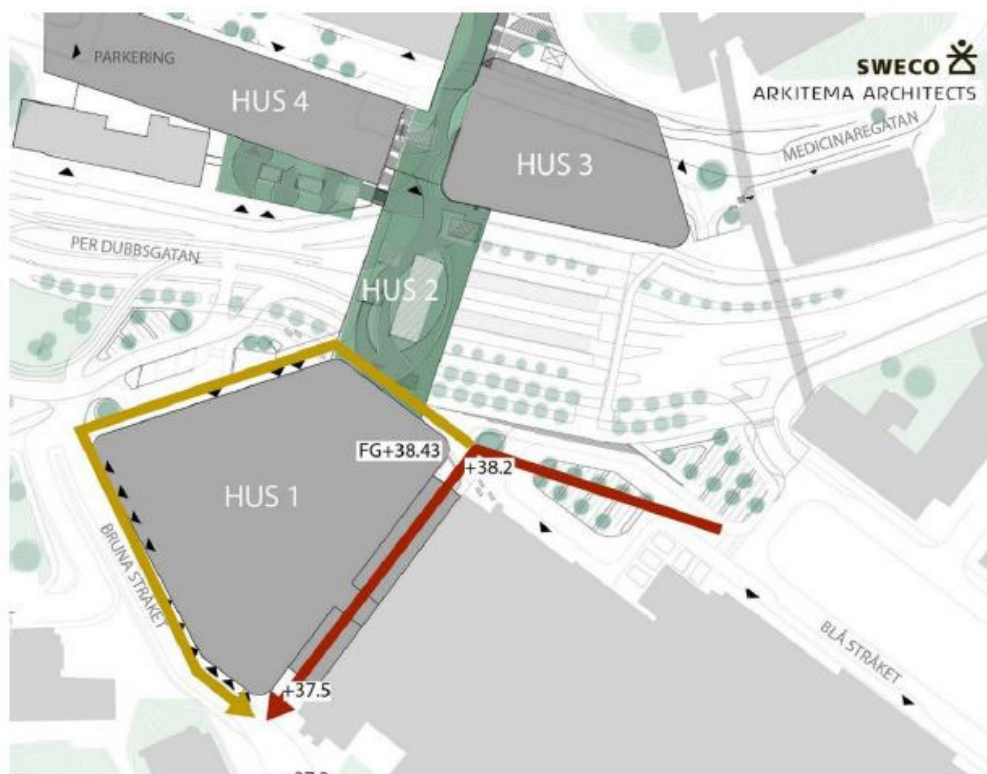 SWECO
ARKITEMA ARCHITECTS
PARKERING
HUS 4
HUS 3
MEDICINAREGATAN
PER DUBBSGATAN
HUS 2
FG+38.43
+38.2
HUS 1
BRUNA STRÅKET
BLÅ STRÅKET
+37.5